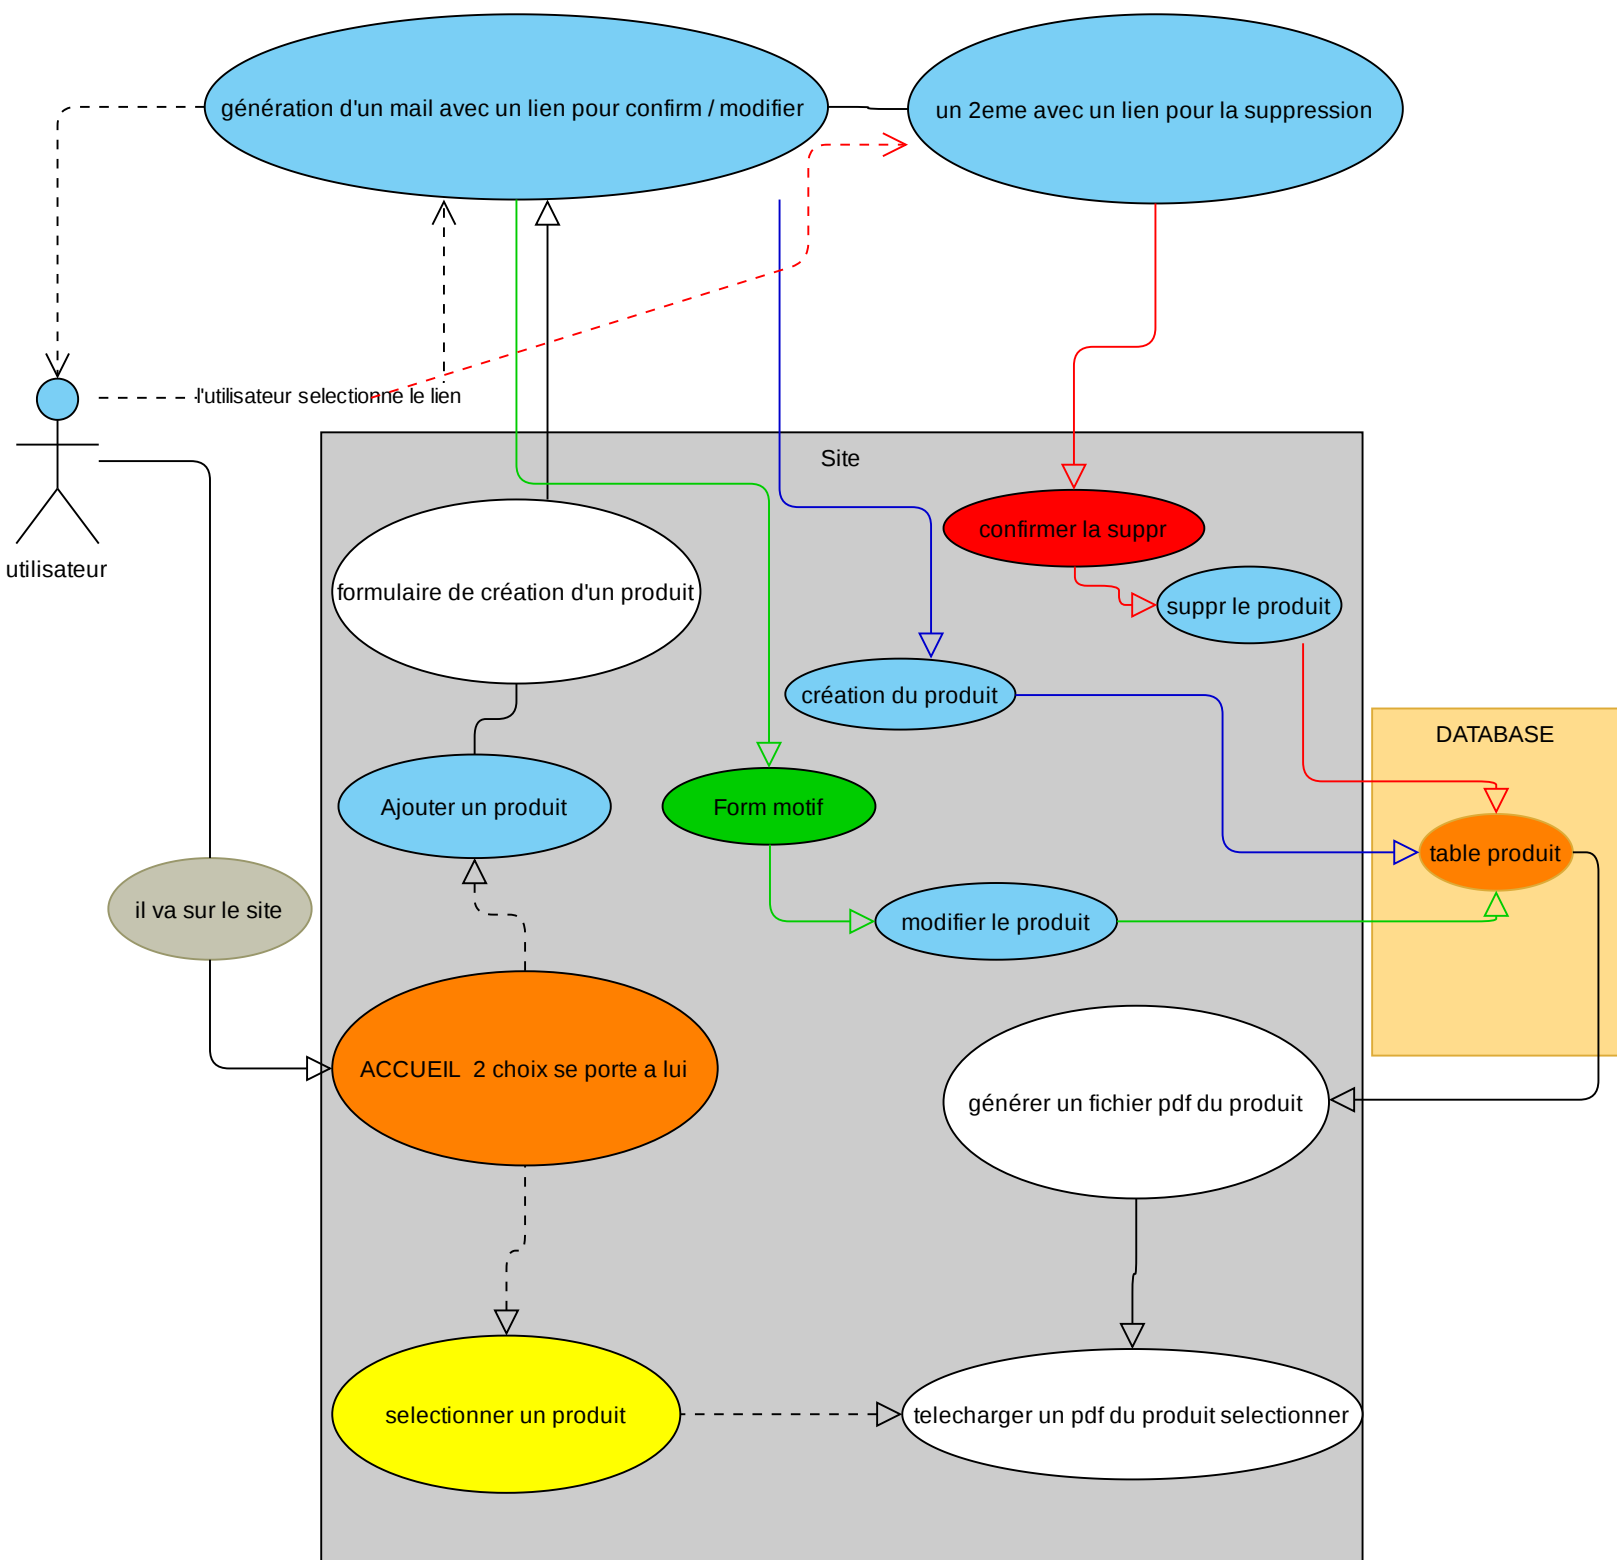 génération d'un mail avec un lien pour confirm / modifier
un 2eme avec un lien pour la suppression
l'utilisateur selectionne le lien
utilisateur
Site
confirmer la suppr
formulaire de création d'un produit
suppr le produit
création du produit
DATABASE
Ajouter un produit
Form motif
table produit
il va sur le site
modifier le produit
ACCUEIL  2 choix se porte a lui
générer un fichier pdf du produit
selectionner un produit
telecharger un pdf du produit selectionner